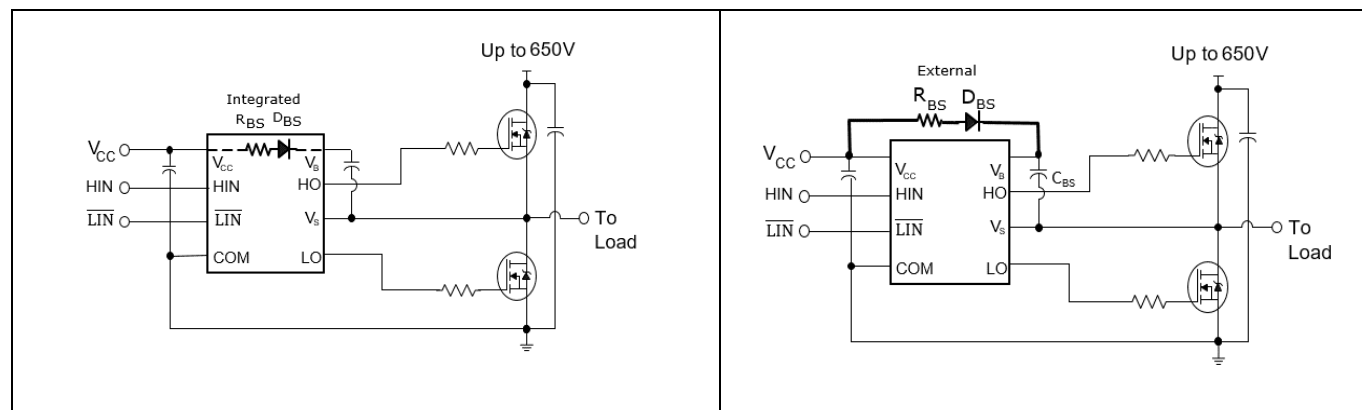 Up to 650V
Integrated
RBS DBS
VCC
VCC
VB
HIN
HIN
HO
LIN
LIN
VS
To
Load
COM
LO
Up to 650V
External
RBS DBS
VCC
VCC
VB
CBS
HIN
HIN
HO
LIN
LIN
VS
To
Load
COM
LO